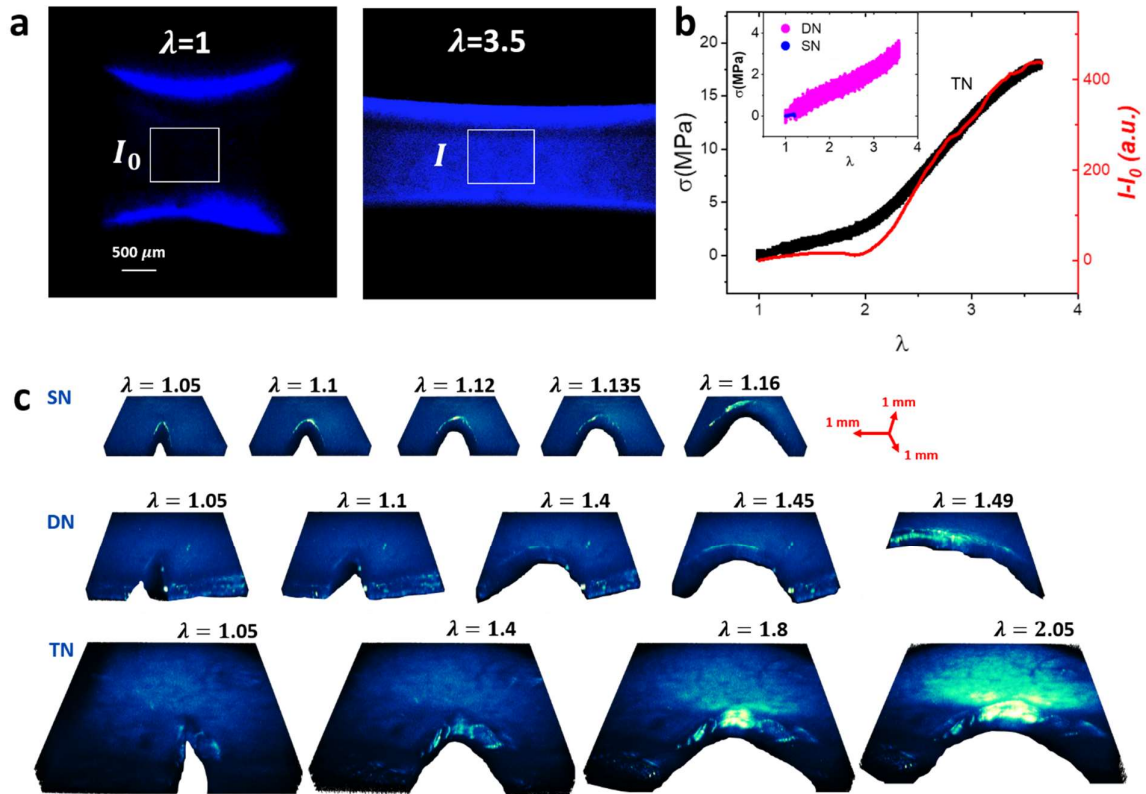 a
λ=1
λ=3.5
I₀
I
500 μm
b
DN
SN
σ(MPa)
4
2
0
1 2 3 4
λ
TN
20
15
10
5
0
σ(MPa)
1 2 3 4
λ
400
200
0
I-I₀ (a.u.)
c
SN
λ = 1.05
λ = 1.1
λ = 1.12
λ = 1.135
λ = 1.16
1 mm
1 mm
1 mm
DN
λ = 1.05
λ = 1.1
λ = 1.4
λ = 1.45
λ = 1.49
TN
λ = 1.05
λ = 1.4
λ = 1.8
λ = 2.05